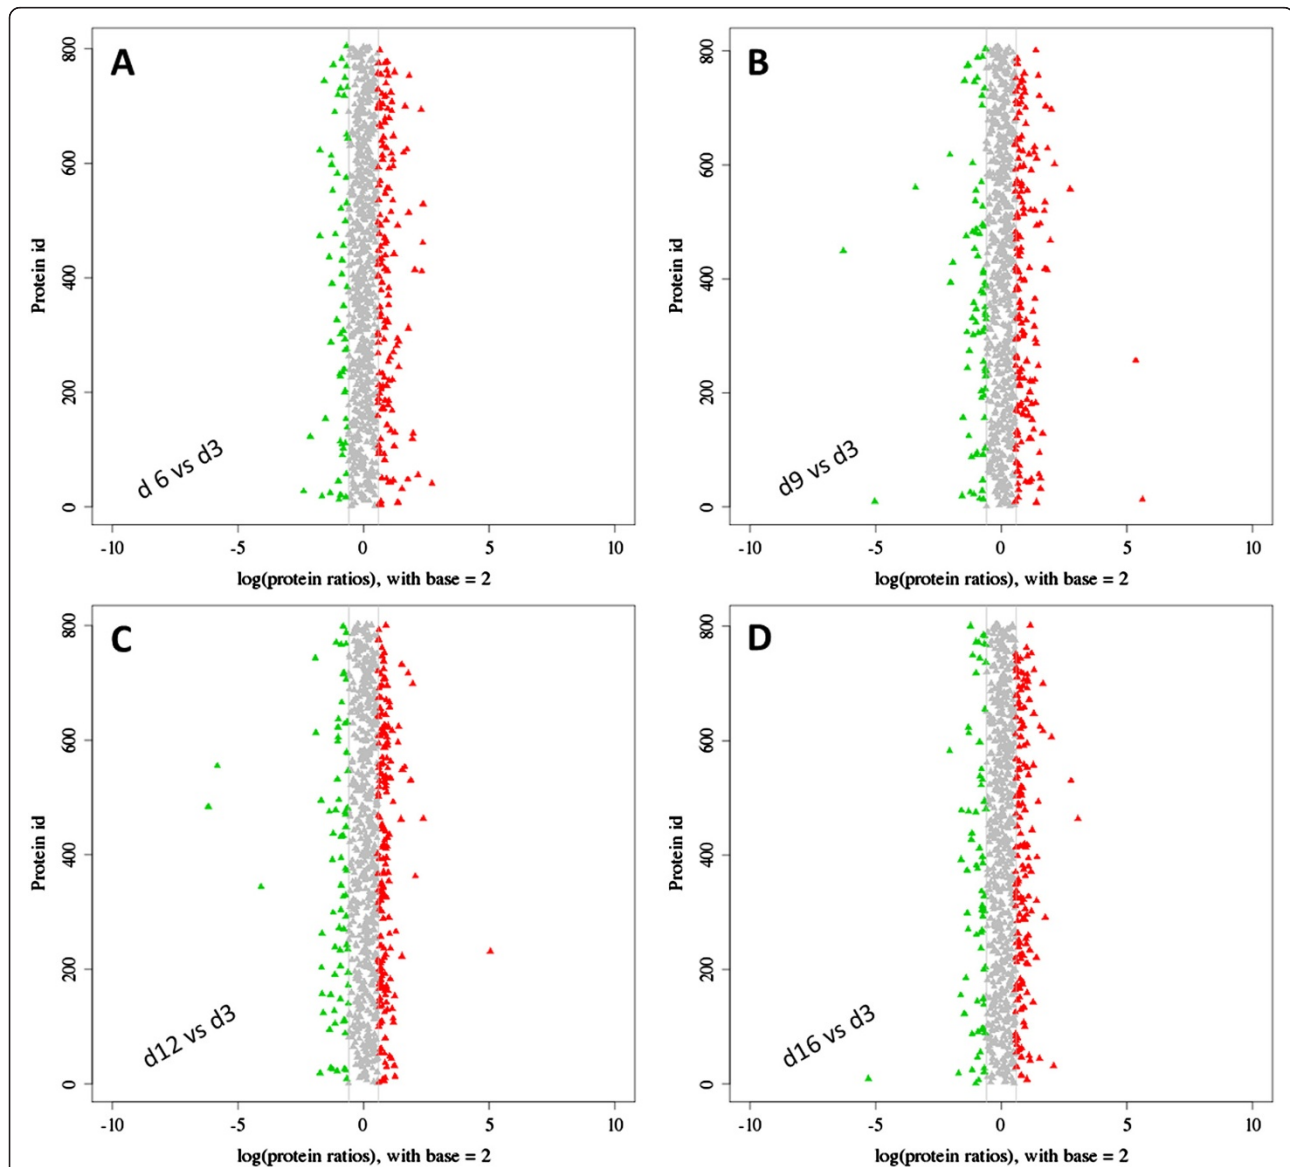 A
800
600
400
200
0
Protein id
d 6 vs d3
-10 -5 0 5 10
log(protein ratios), with base = 2
B
800
600
400
200
0
Protein id
d9 vs d3
-10 -5 0 5 10
log(protein ratios), with base = 2
C
800
600
400
200
0
Protein id
d12 vs d3
-10 -5 0 5 10
log(protein ratios), with base = 2
D
800
600
400
200
0
Protein id
d16 vs d3
-10 -5 0 5 10
log(protein ratios), with base = 2